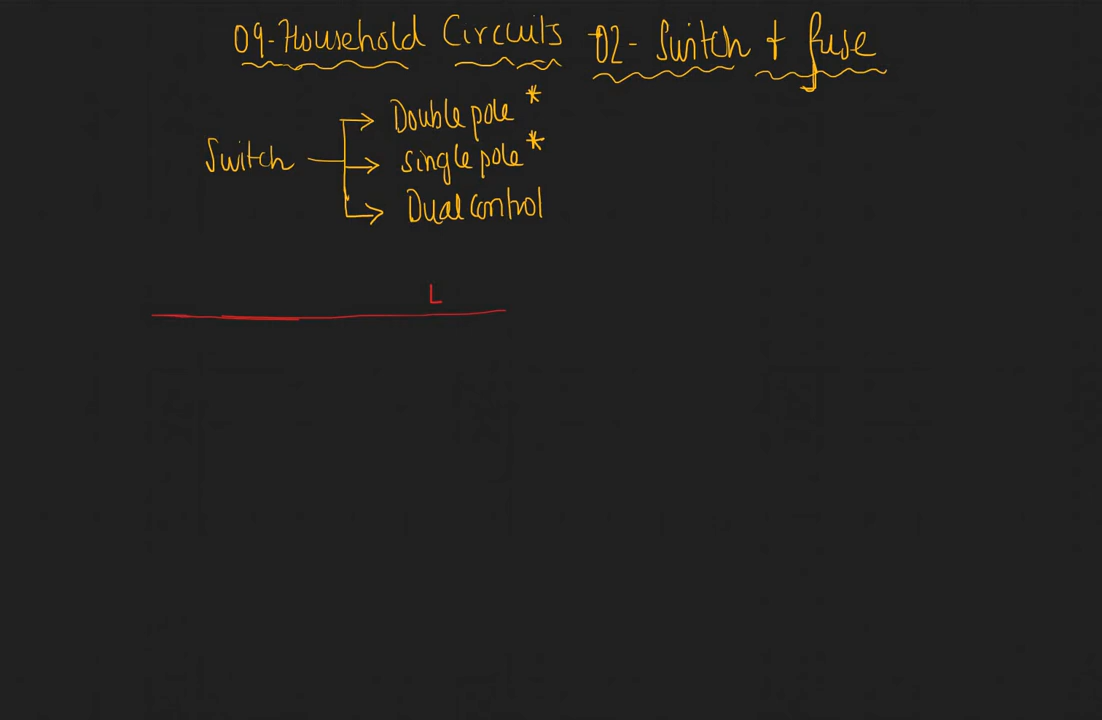 09-Household Circuits 02- Switch + fuse
Double pole *
Switch → single pole *
Dual control
L